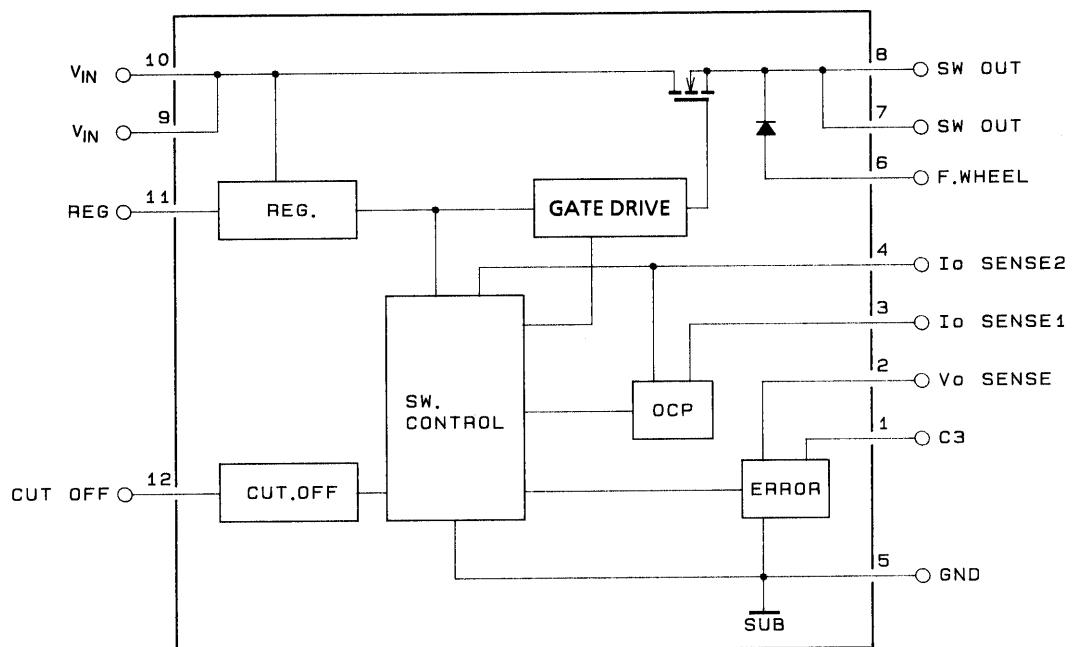 10
VIN
8
SW OUT
9
VIN
7
SW OUT
6
F.WHEEL
11
REG
REG.
GATE DRIVE
4
Io SENSE2
3
Io SENSE1
2
Vo SENSE
SW.
CONTROL
OCP
1
C3
12
CUT OFF
CUT.OFF
ERROR
5
GND
SUB